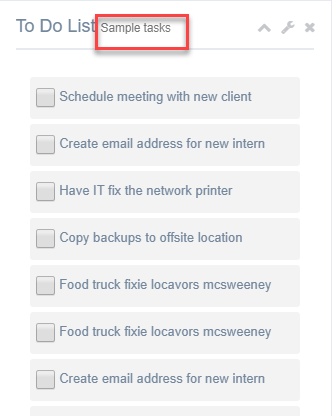 To Do List Sample tasks
Schedule meeting with new client
Create email address for new intern
Have IT fix the network printer
Copy backups to offsite location
Food truck fixie locavors mcsweeney
Food truck fixie locavors mcsweeney
Create email address for new intern